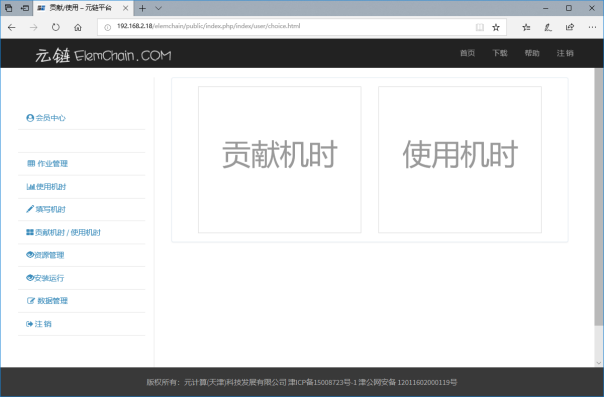 贡献/使用 – 元链平台
192.168.2.18/elemchain/public/index.php/index/user/choice.html
元链 ElemChain.COM
首页 下载 帮助 注 销
会员中心
作业管理
使用机时
填写机时
贡献机时 / 使用机时
资源管理
安装运行
数据管理
注 销
贡献机时
使用机时
版权所有：元计算(天津)科技发展有限公司 津ICP备15008723号-1 津公网安备 12011602000119号